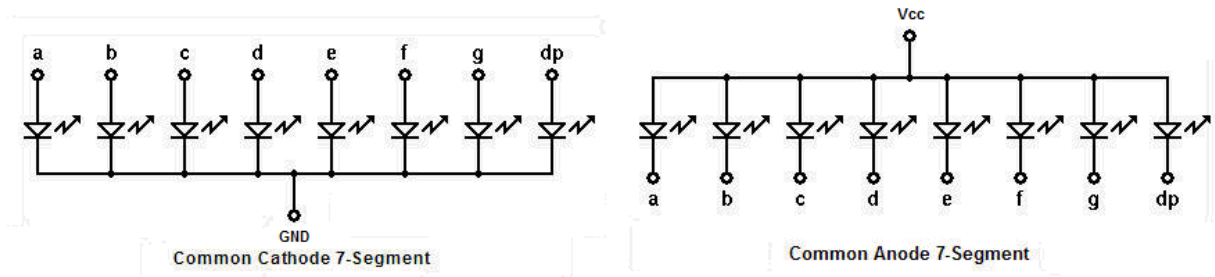 a b c d e f g dp
GND
Common Cathode 7-Segment
Vcc
a b c d e f g dp
Common Anode 7-Segment